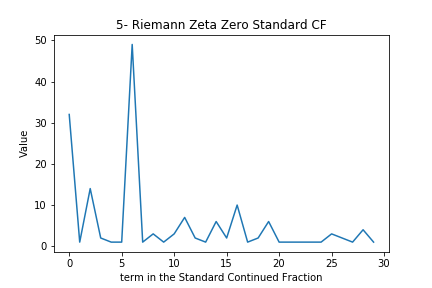 5- Riemann Zeta Zero Standard CF
50
40
30
20
10
0
Value
0 5 10 15 20 25 30
term in the Standard Continued Fraction